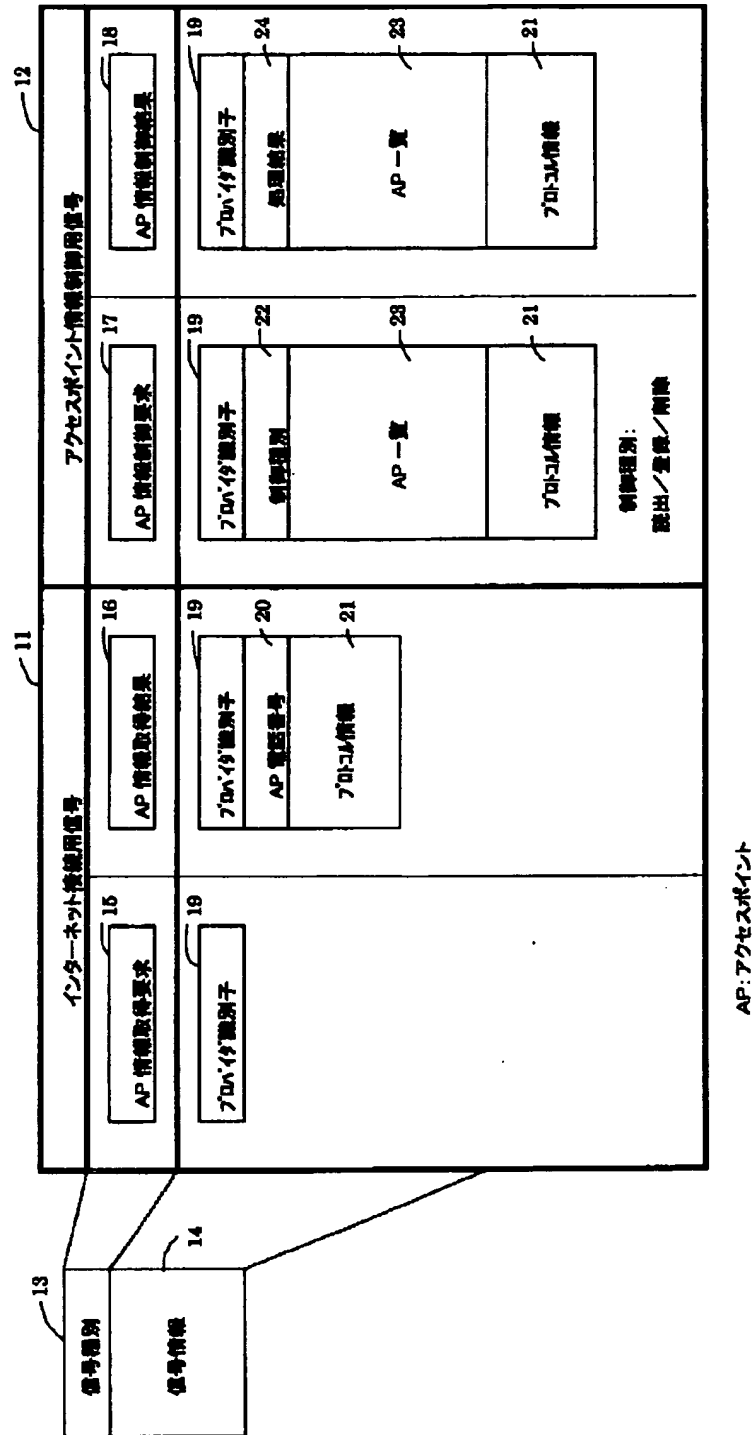 13
信号種別
信号情報
14
11
インターネット接続用信号
12
アクセスポイント情報制御用信号
15
AP 情報取得要求
16
AP 情報取得結果
17
AP 情報制御要求
18
AP 情報制御結果
19
プロバイダ識別子
19
プロバイダ識別子
20
AP 電話番号
21
プロトコル情報
19
プロバイダ識別子
22
制御種別
23
AP 一覧
21
プロトコル情報
制御種別:
読出/登録/削除
19
プロバイダ識別子
24
処理結果
23
AP 一覧
21
プロトコル情報
AP:アクセスポイント